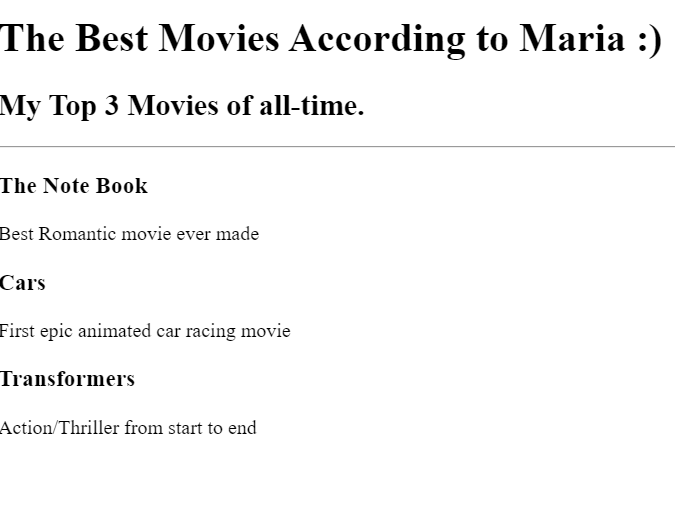 The Best Movies According to Maria :)
My Top 3 Movies of all-time.
The Note Book
Best Romantic movie ever made
Cars
First epic animated car racing movie
Transformers
Action/Thriller from start to end